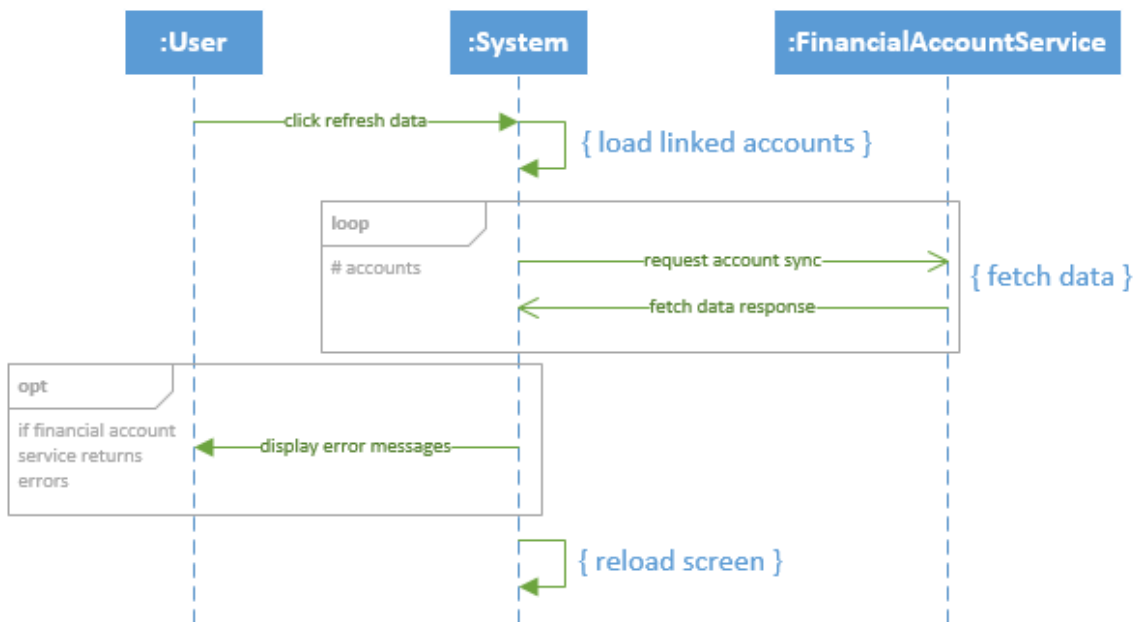 :User
:System
:FinancialAccountService
click refresh data
{ load linked accounts }
loop
# accounts
request account sync
{ fetch data }
fetch data response
opt
if financial account
service returns
errors
display error messages
{ reload screen }